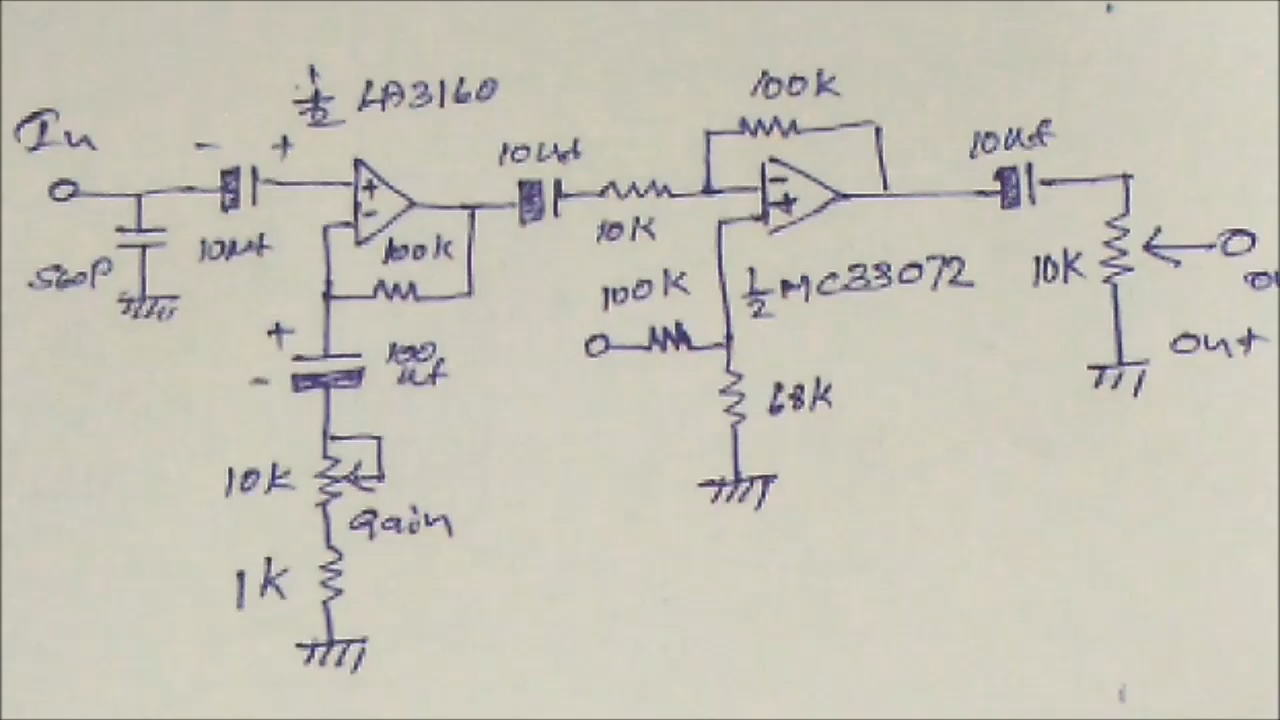 1/2 LA3160
In
- +
10uf
560P
+
-
100k
10uf
10k
100
uf
+
-
10k
Gain
1k
100k
-
+
1/2 MC33072
100k
68k
10uf
10k
out